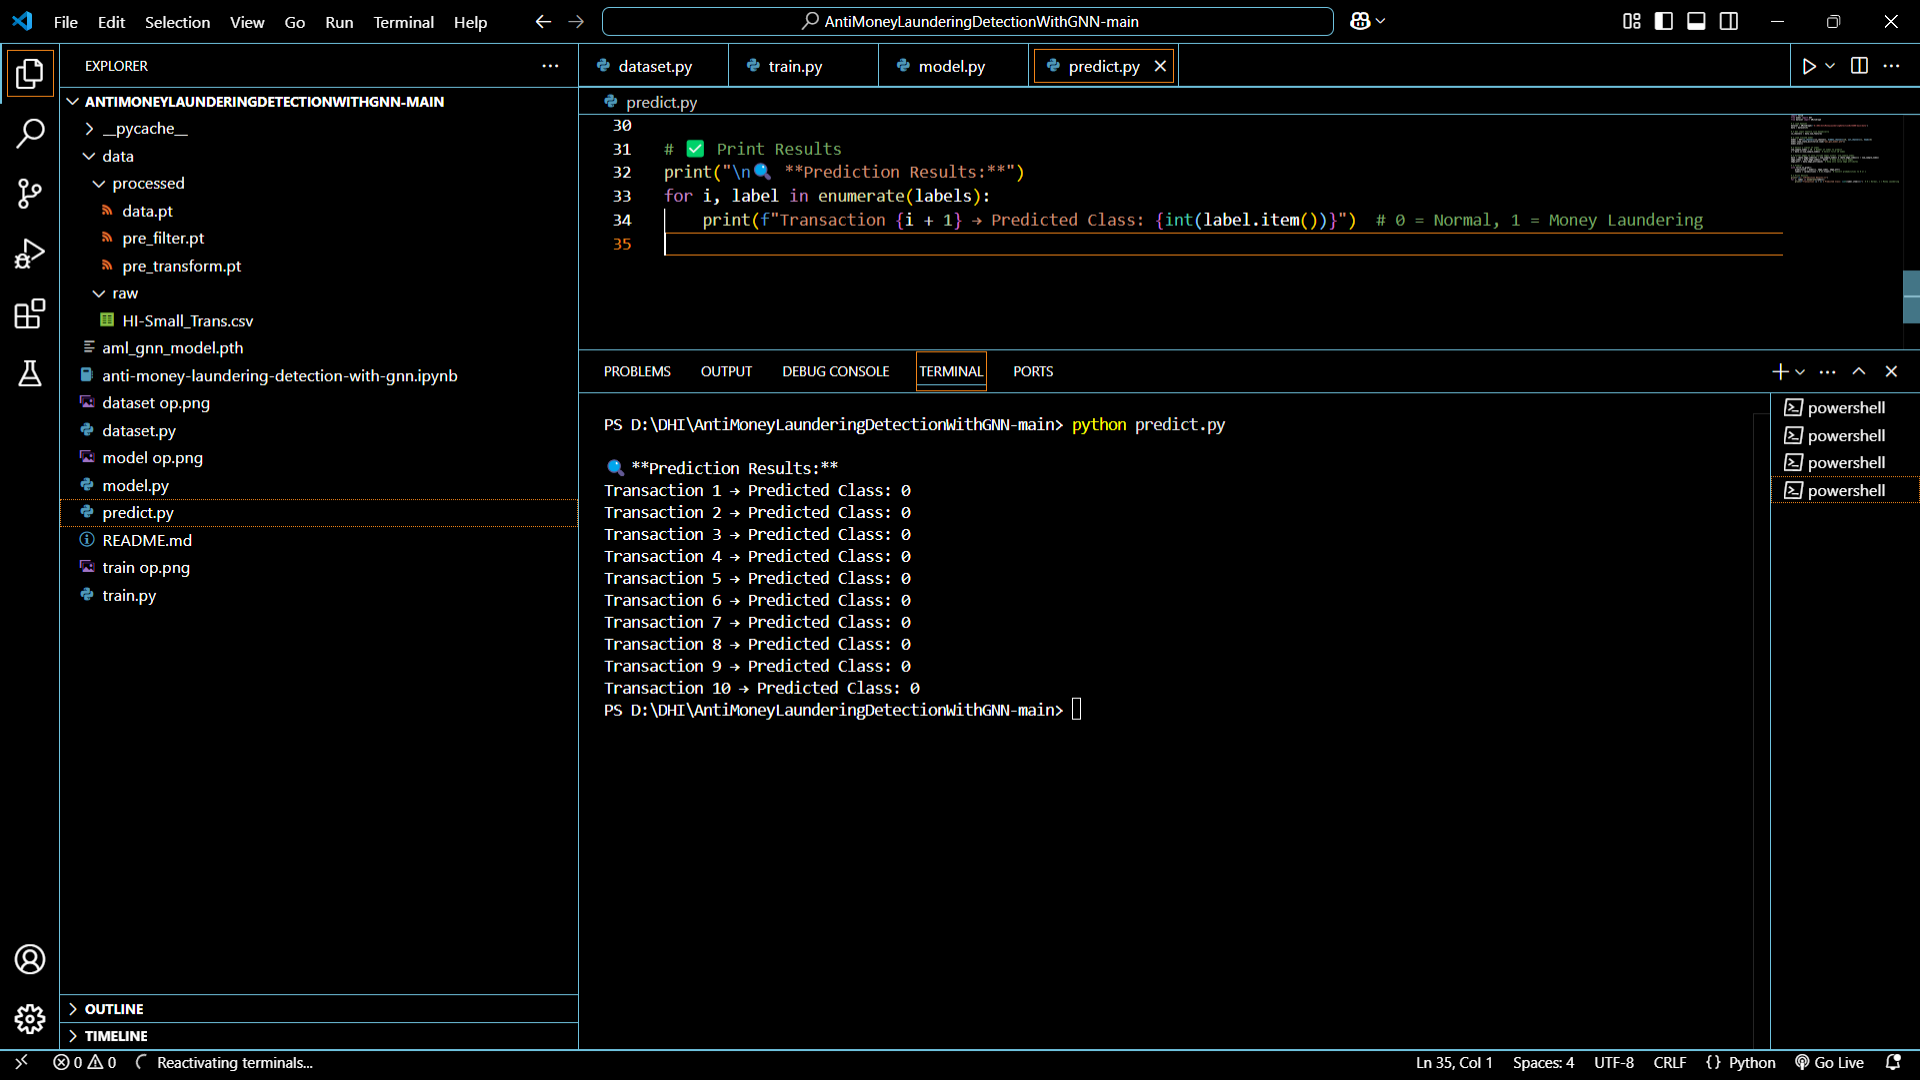 File Edit Selection View Go Run Terminal Help
AntiMoneyLaunderingDetectionWithGNN-main
EXPLORER
ANTIMONEYLAUNDERINGDETECTIONWITHGNN-MAIN
__pycache__
data
processed
data.pt
pre_filter.pt
pre_transform.pt
raw
HI-Small_Trans.csv
aml_gnn_model.pth
anti-money-laundering-detection-with-gnn.ipynb
dataset op.png
dataset.py
model op.png
model.py
predict.py
README.md
train op.png
train.py
OUTLINE
TIMELINE
dataset.py train.py model.py predict.py
predict.py
30
31 # ✅ Print Results
32 print("\n🔍 **Prediction Results:**")
33 for i, label in enumerate(labels):
34 print(f"Transaction {i + 1} → Predicted Class: {int(label.item())}") # 0 = Normal, 1 = Money Laundering
35
PROBLEMS OUTPUT DEBUG CONSOLE TERMINAL PORTS
PS D:\DHI\AntiMoneyLaunderingDetectionWithGNN-main> python predict.py
🔍 **Prediction Results:**
Transaction 1 → Predicted Class: 0
Transaction 2 → Predicted Class: 0
Transaction 3 → Predicted Class: 0
Transaction 4 → Predicted Class: 0
Transaction 5 → Predicted Class: 0
Transaction 6 → Predicted Class: 0
Transaction 7 → Predicted Class: 0
Transaction 8 → Predicted Class: 0
Transaction 9 → Predicted Class: 0
Transaction 10 → Predicted Class: 0
PS D:\DHI\AntiMoneyLaunderingDetectionWithGNN-main>
powershell
powershell
powershell
powershell
0 0 Reactivating terminals...
Ln 35, Col 1 Spaces: 4 UTF-8 CRLF {} Python Go Live